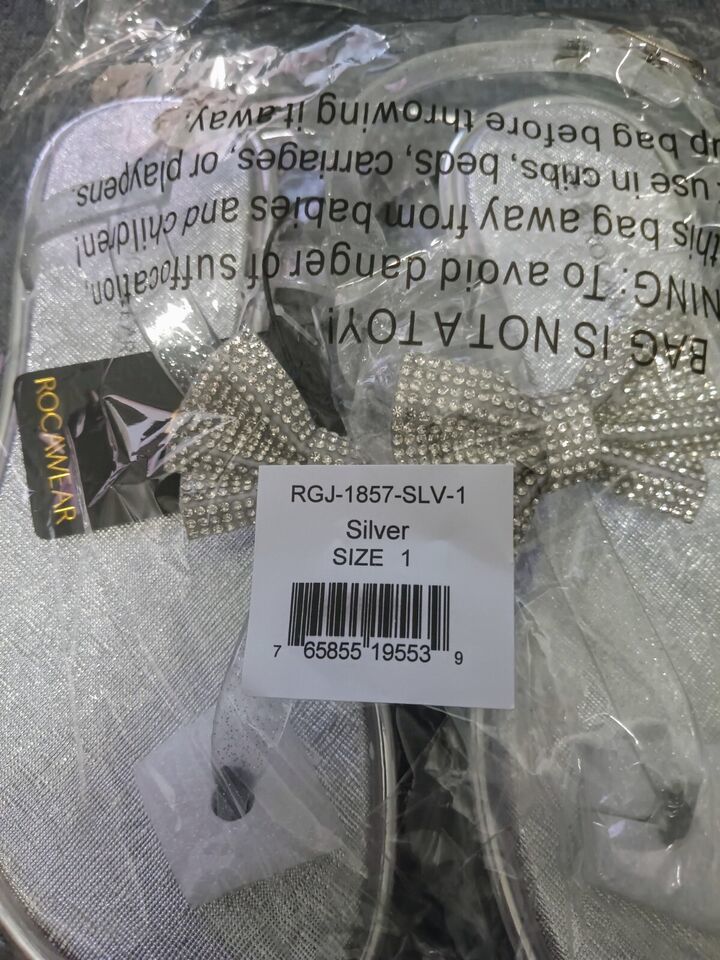 BAG IS NOT A TOY!
NING: To avoid danger of suffocation,
this bag away from babies and children!
use in cribs, beds, carriages, or playpens.
up bag before throwing it away.
ROCAWEAR
RGJ-1857-SLV-1
Silver
SIZE 1
7 65855 19553 9